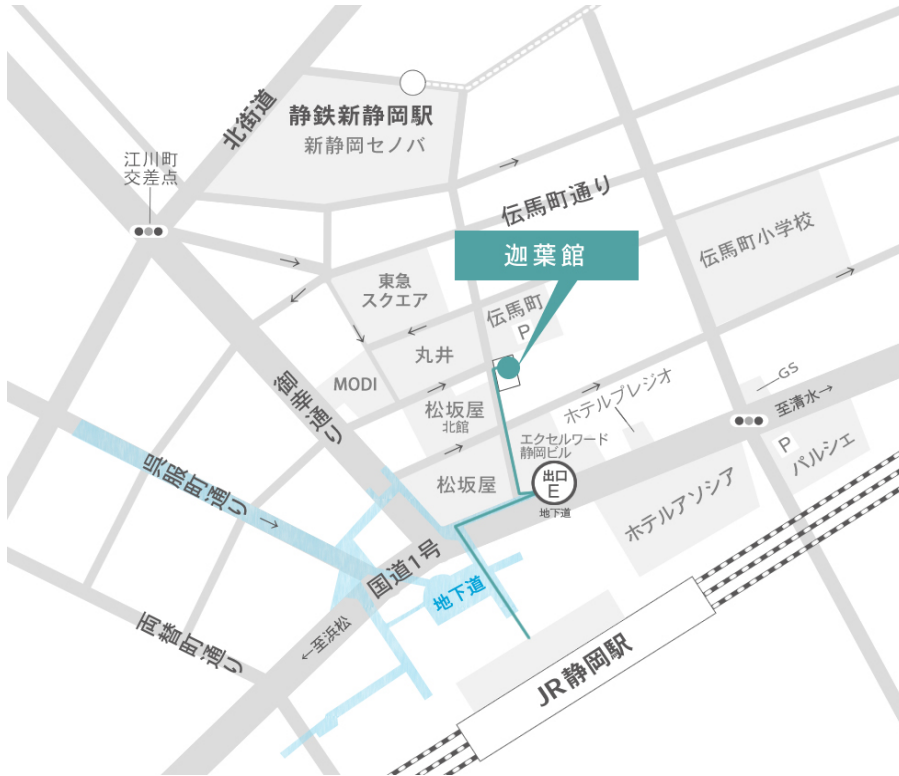 北街道
静鉄新静岡駅
新静岡セノバ
江川町
交差点
伝馬町通り
迦葉館
伝馬町小学校
東急
スクエア
伝馬町
P
丸井
MODI
御幸通り
松坂屋
北館
ホテルプレジオ
GS
至清水→
エクセルワード
静岡ビル
P
パルシェ
呉服町通り
松坂屋
出口
E
地下道
ホテルアソシア
国道1号
地下道
両替町通り
←至浜松
JR静岡駅